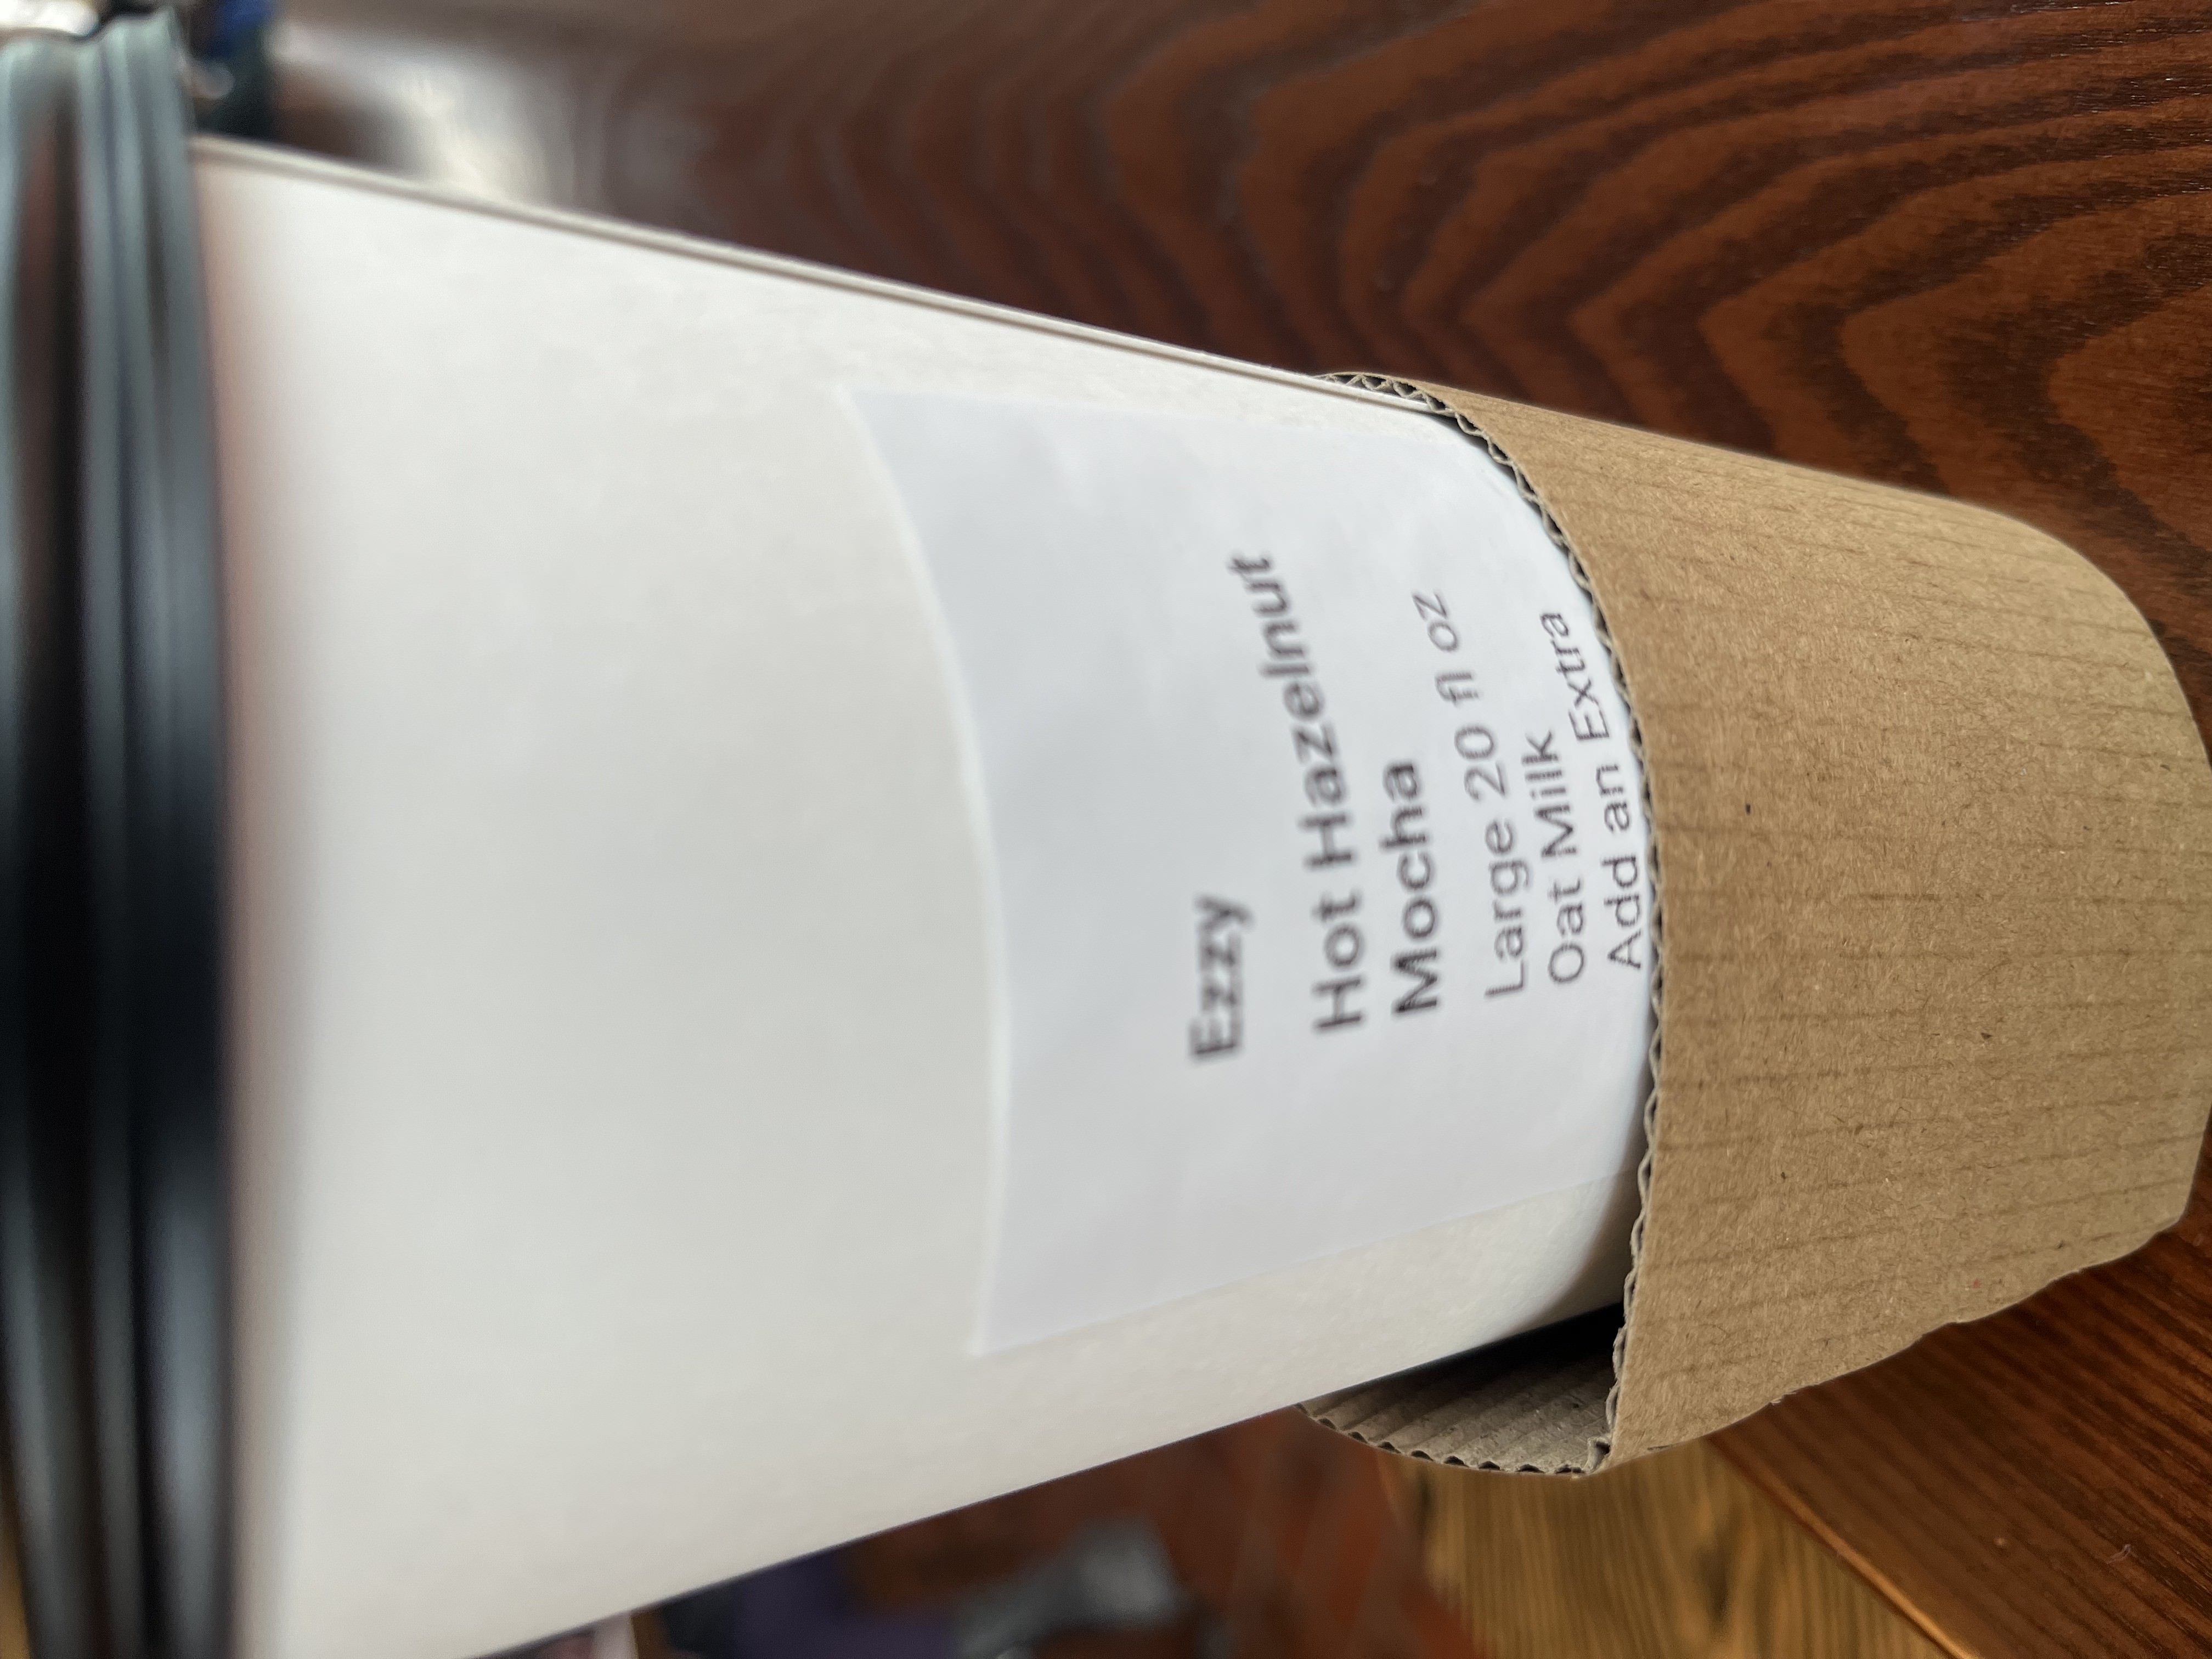 Ezzy
Hot Hazelnut
Mocha
Large 20 fl oz
Oat Milk
Add an Extra